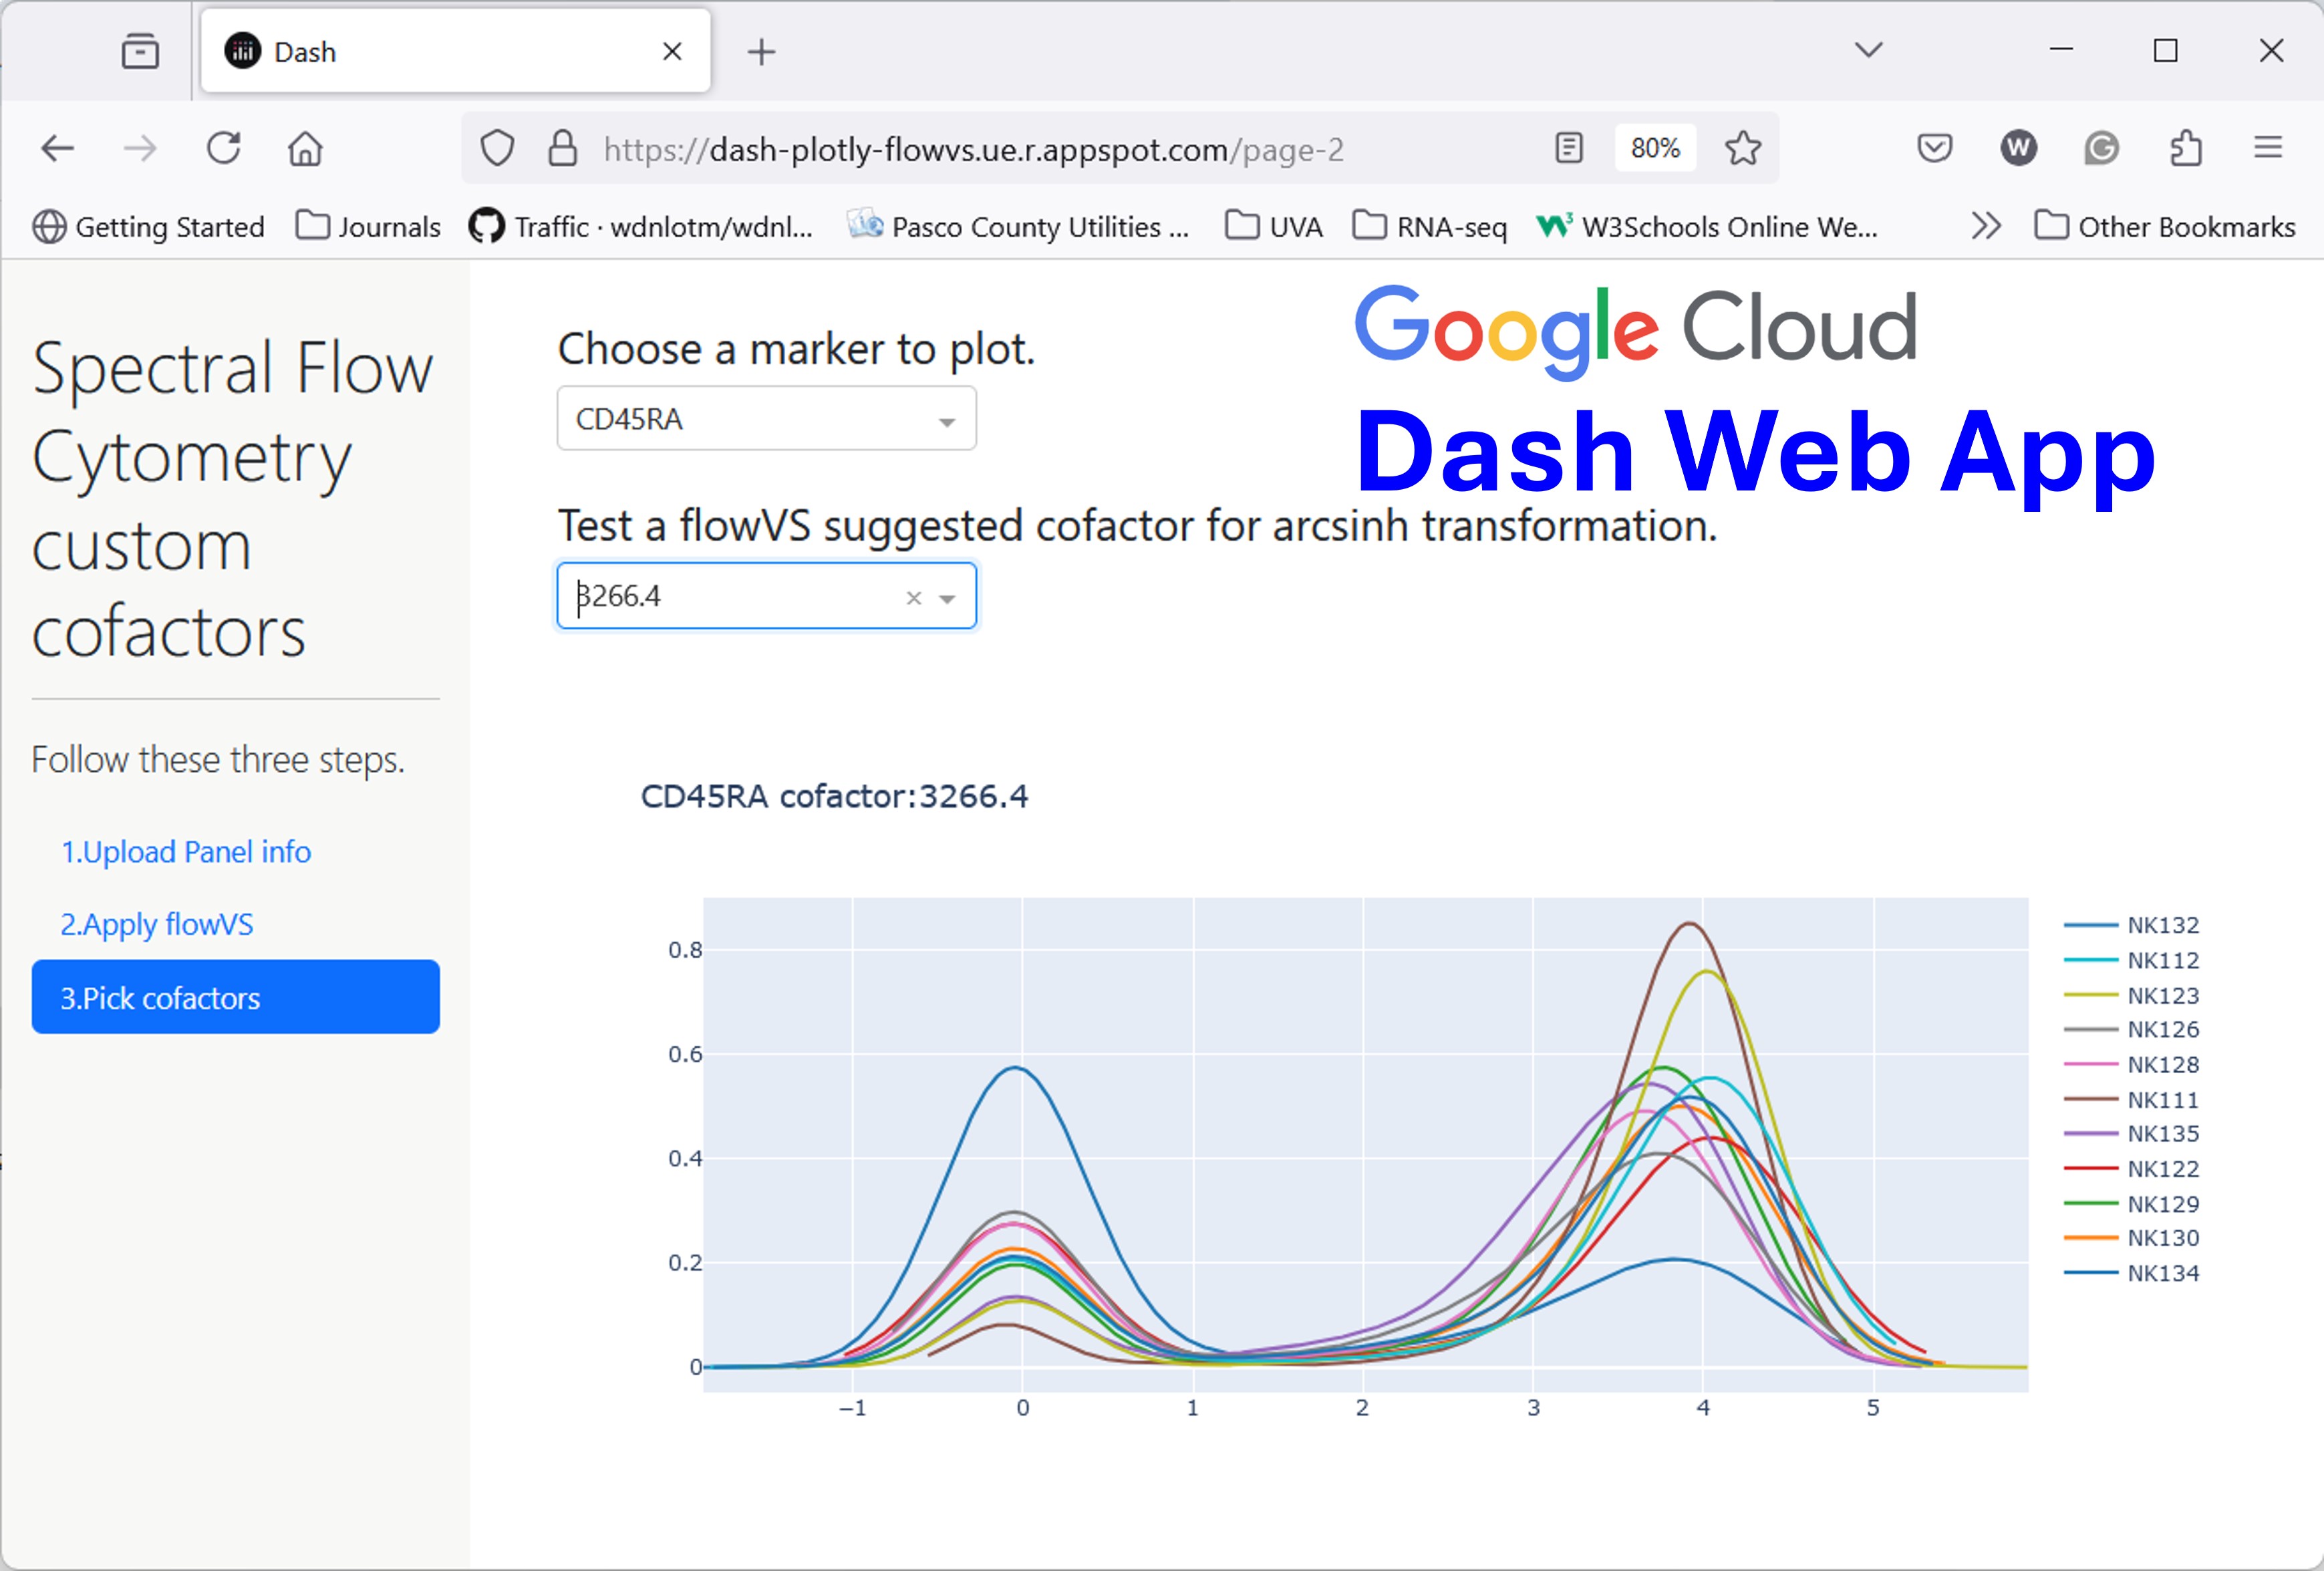 Dash
https://dash-plotly-flowvs.ue.r.appspot.com/page-2
80%
W
Getting Started
Journals
Traffic · wdnlotm/wdnl...
Pasco County Utilities ...
UVA
RNA-seq
W3Schools Online We...
Other Bookmarks
Spectral Flow
Cytometry
custom
cofactors
Follow these three steps.
1.Upload Panel info
2.Apply flowVS
3.Pick cofactors
Google Cloud
Dash Web App
Choose a marker to plot.
CD45RA
Test a flowVS suggested cofactor for arcsinh transformation.
3266.4
CD45RA cofactor:3266.4
0.8
0.6
0.4
0.2
0
−1
0
1
2
3
4
5
NK132
NK112
NK123
NK126
NK128
NK111
NK135
NK122
NK129
NK130
NK134